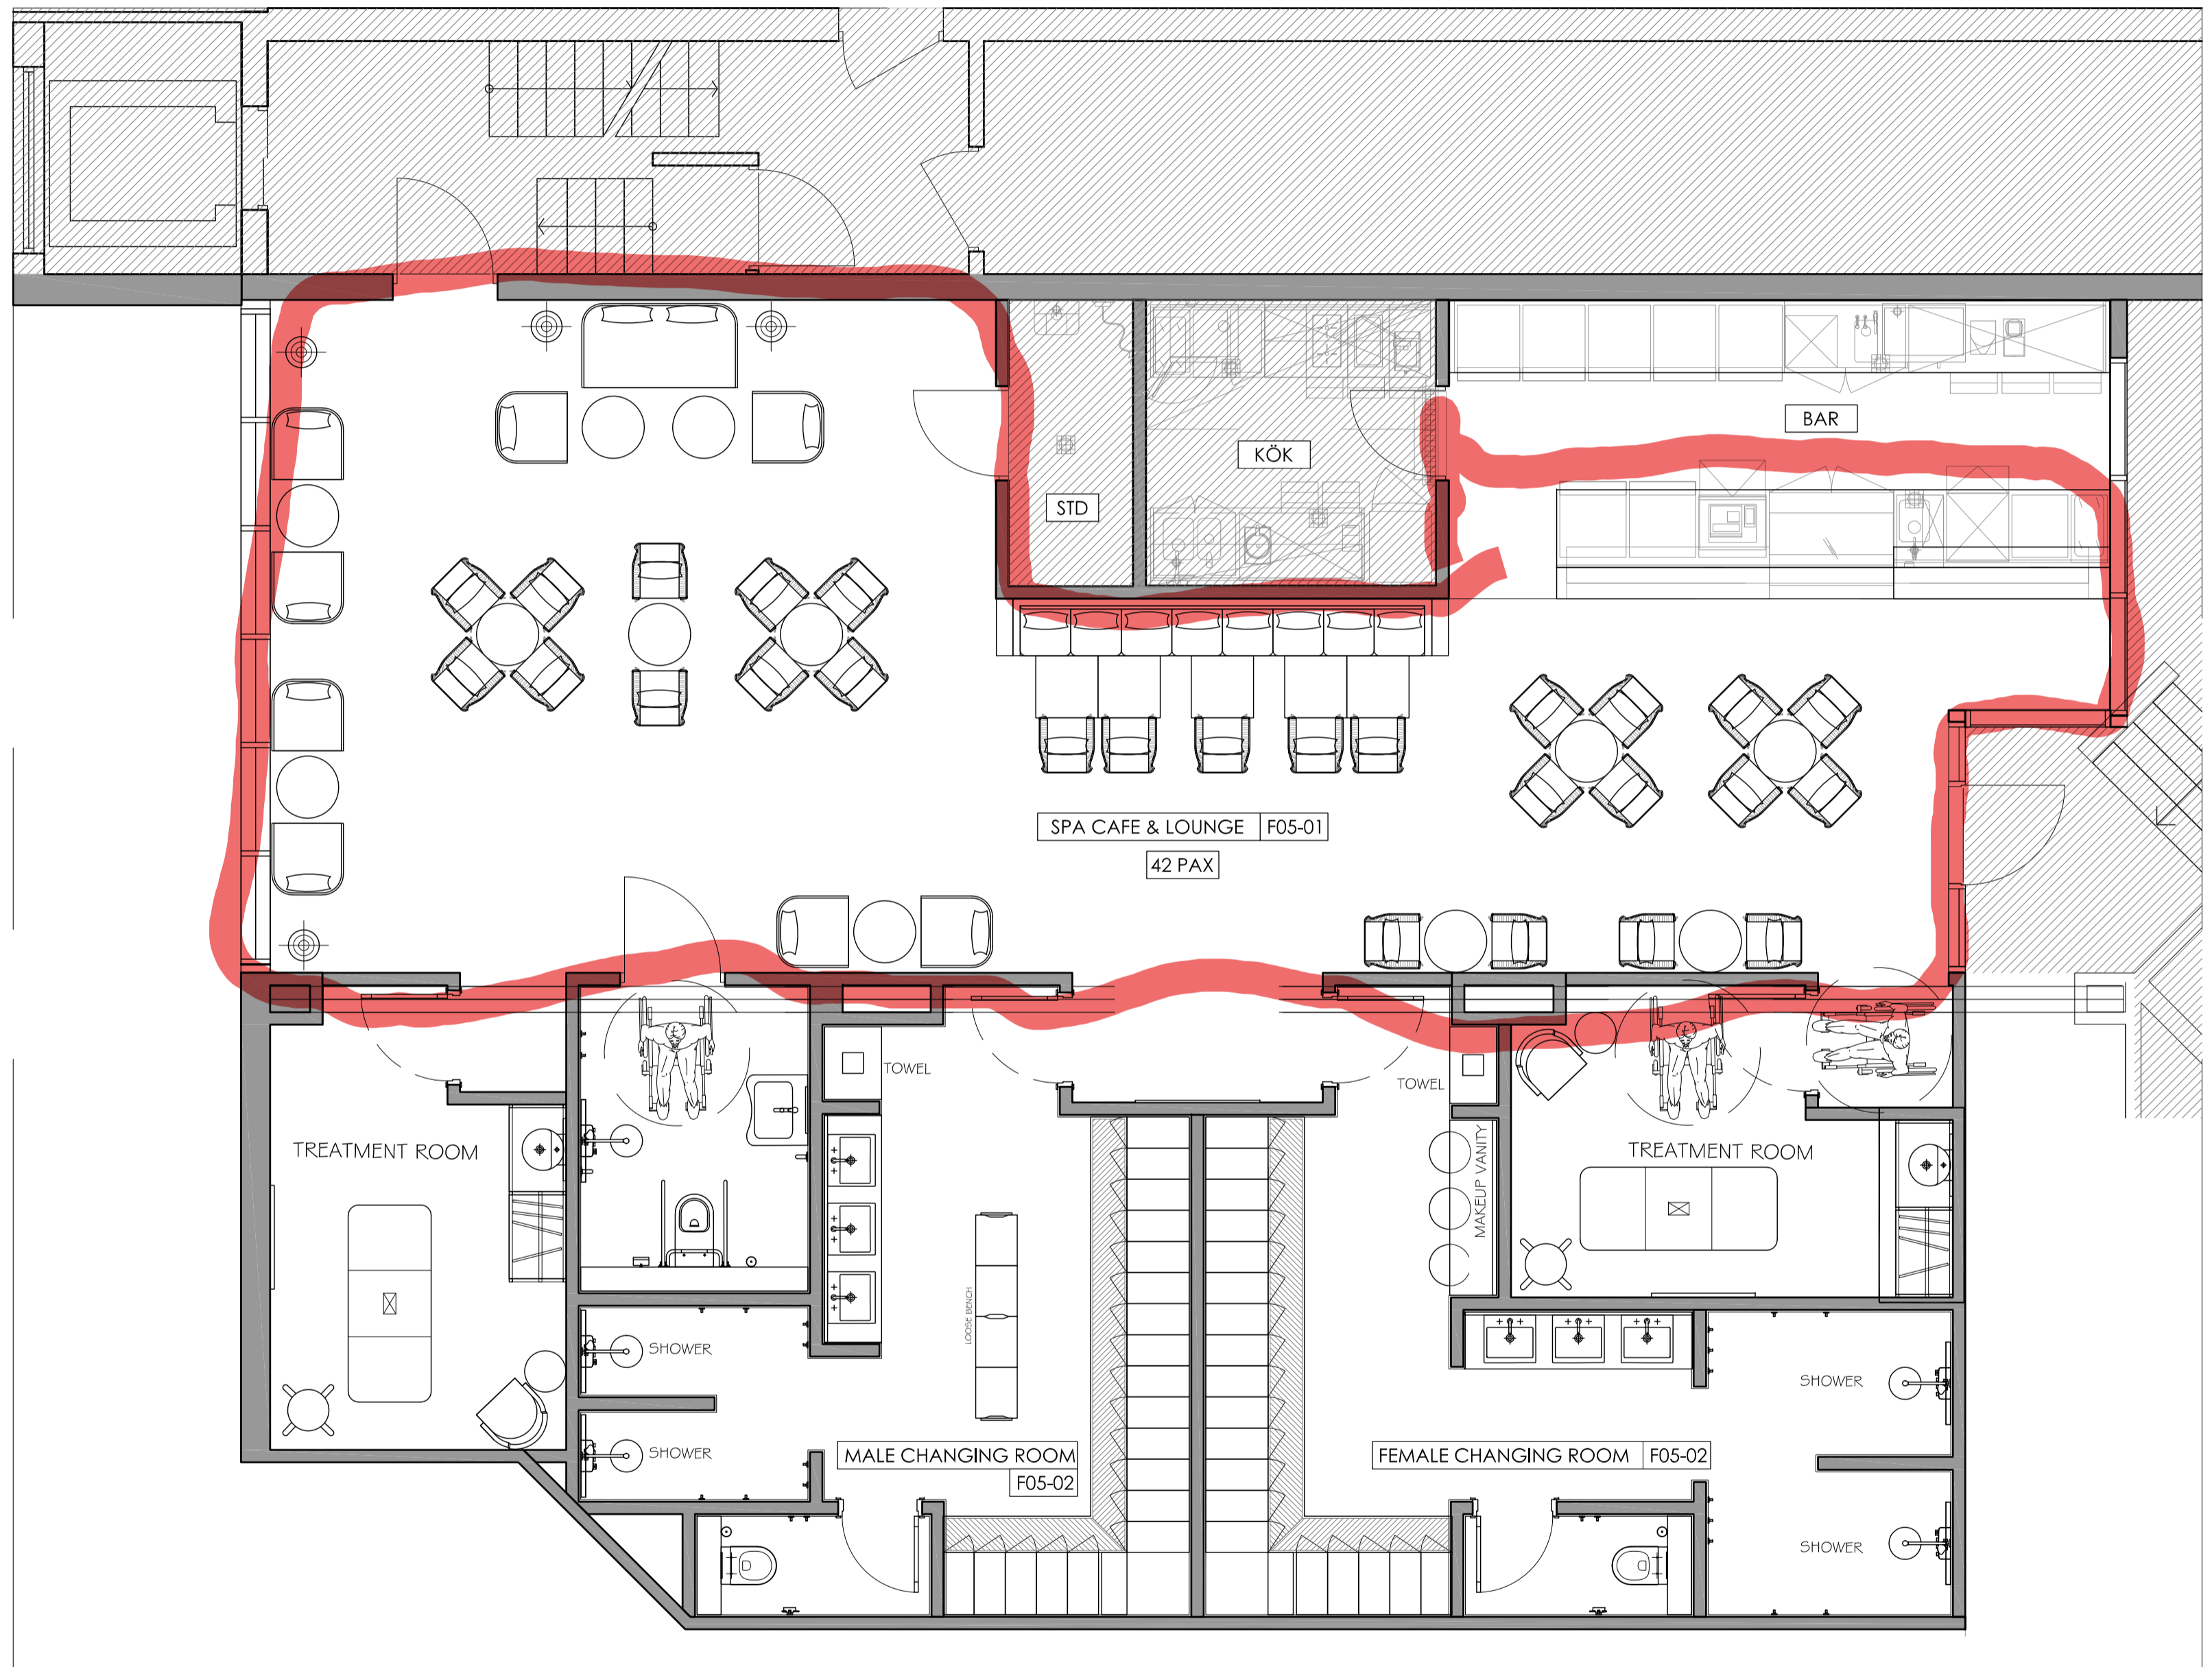 BAR
KÖK
STD
SPA CAFE & LOUNGE F05-01
42 PAX
TOWEL
TOWEL
TREATMENT ROOM
MAKEUP VANITY
TREATMENT ROOM
LOOSE BENCH
SHOWER
SHOWER
SHOWER
MALE CHANGING ROOM
F05-02
FEMALE CHANGING ROOM F05-02
SHOWER